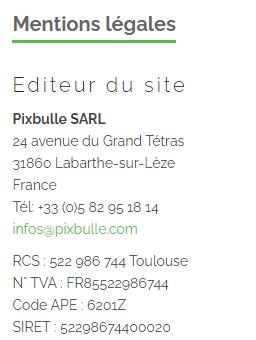 Mentions légales
Editeur du site
Pixbulle SARL
24 avenue du Grand Tétras
31860 Labarthe-sur-Lèze
France
Tél: +33 (0)5 82 95 18 14
infos@pixbulle.com
RCS : 522 986 744 Toulouse
N° TVA : FR85522986744
Code APE : 6201Z
SIRET : 52298674400020